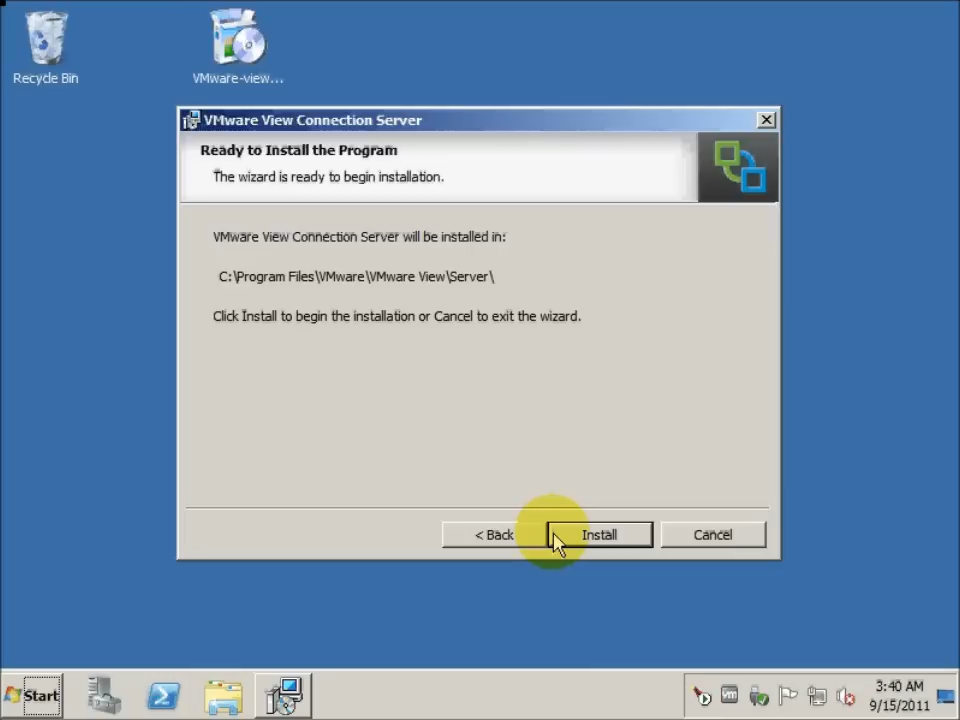 Recycle Bin
VMware-view...
VMware View Connection Server
Ready to Install the Program
The wizard is ready to begin installation.
VMware View Connection Server will be installed in:
C:\Program Files\VMware\VMware View\Server\
Click Install to begin the installation or Cancel to exit the wizard.
< Back
Install
Cancel
Start
vm
3:40 AM
9/15/2011